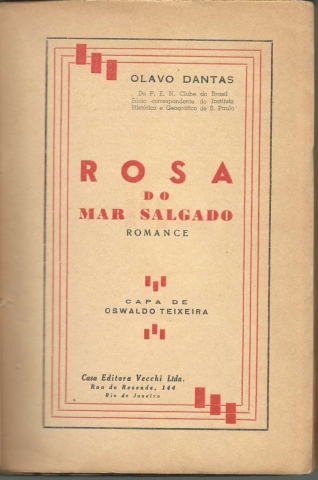 OLAVO DANTAS
Do P. E. N. Clube do Brasil
Sócio correspondente do Instituto
Histórico e Geográfico de S. Paulo
ROSA
DO
MAR SALGADO
ROMANCE
CAPA DE
OSWALDO TEIXEIRA
Casa Editora Vecchi Ltda.
Rua do Resende, 144
Rio de Janeiro